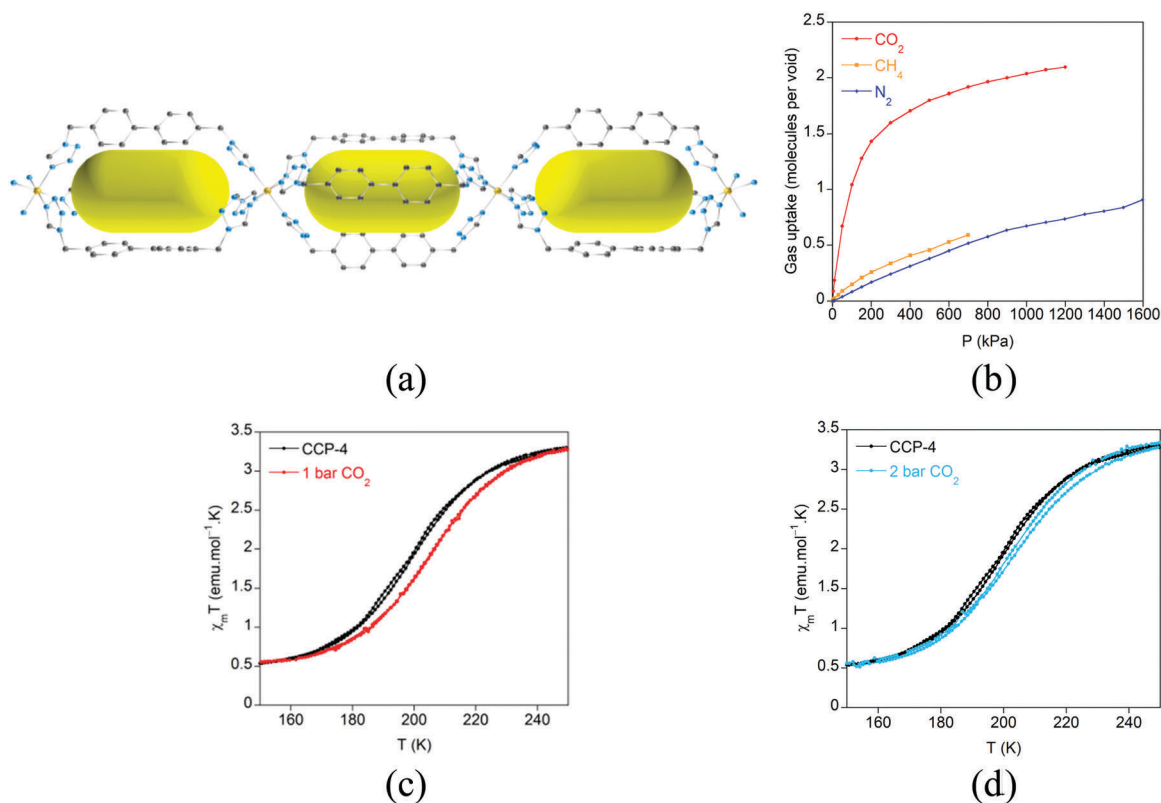 (a)
CO₂
CH₄
N₂
Gas uptake (molecules per void)
2.5
2
1.5
1
0.5
0
0 200 400 600 800 1000 1200 1400 1600
P (kPa)
(b)
CCP-4
1 bar CO₂
χₘT (emu.mol⁻¹.K)
3.5
3
2.5
2
1.5
1
0.5
0
160 180 200 220 240
T (K)
(c)
CCP-4
2 bar CO₂
χₘT (emu.mol⁻¹.K)
3.5
3
2.5
2
1.5
1
0.5
0
160 180 200 220 240
T (K)
(d)